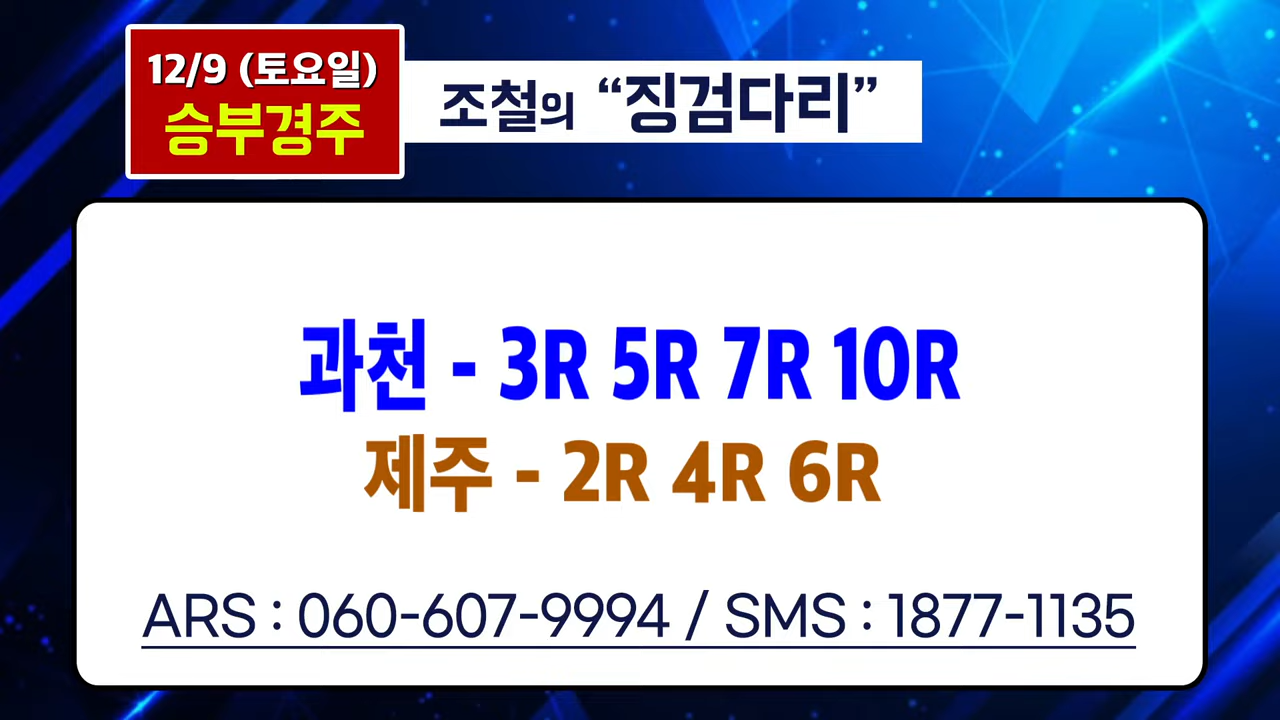 12/9 (토요일)
승부경주
조철의 “징검다리”
과천 - 3R 5R 7R 10R
제주 - 2R 4R 6R
ARS : 060-607-9994 / SMS : 1877-1135